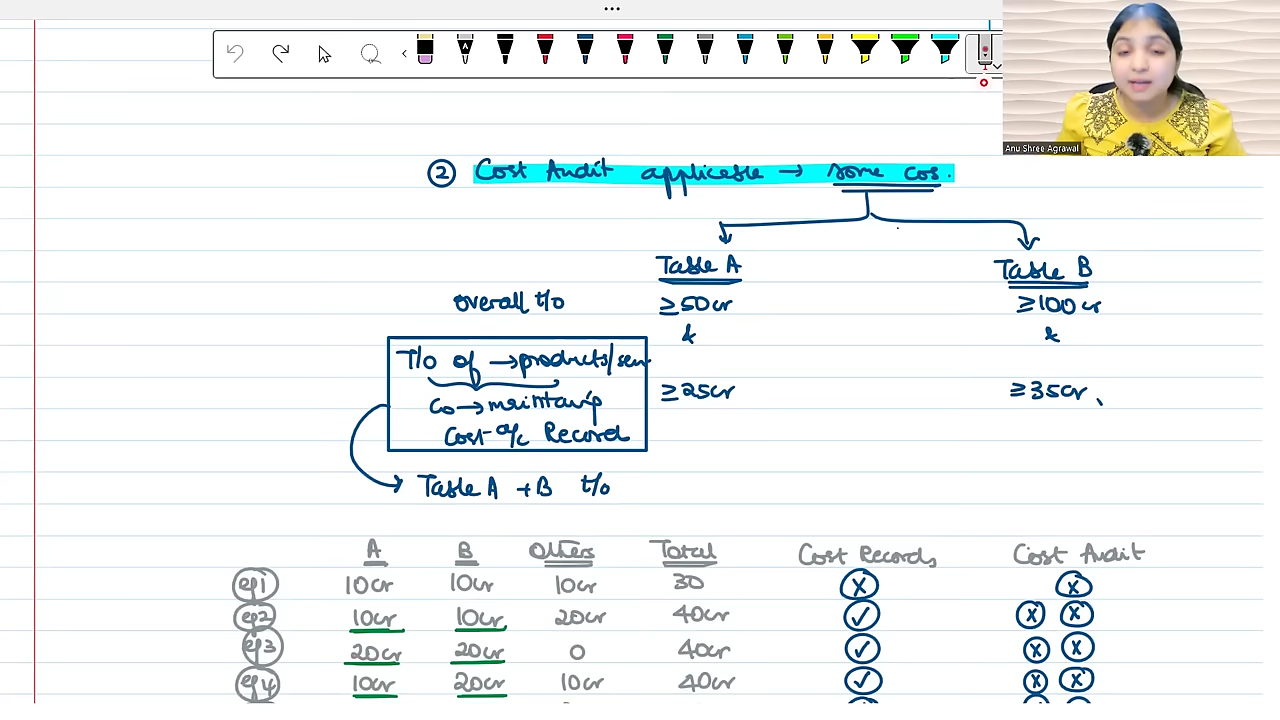 Anu Shree Agrawal
② Cost Audit applicable → some cos.
Table A Table B
overall t/o ≥50cr ≥100cr
& &
T/o of → products/ser
≥25cr ≥35cr
Co → maintaining
Cost a/c Record
Table A + B t/o
A B Others Total Cost Records Cost Audit
eg1 10cr 10cr 10cr 30 X X
eg2 10cr 10cr 20cr 40cr ✓ X X
eg3 20cr 20cr 0 40cr ✓ X X
eg4 10cr 20cr 10cr 40cr ✓ X X